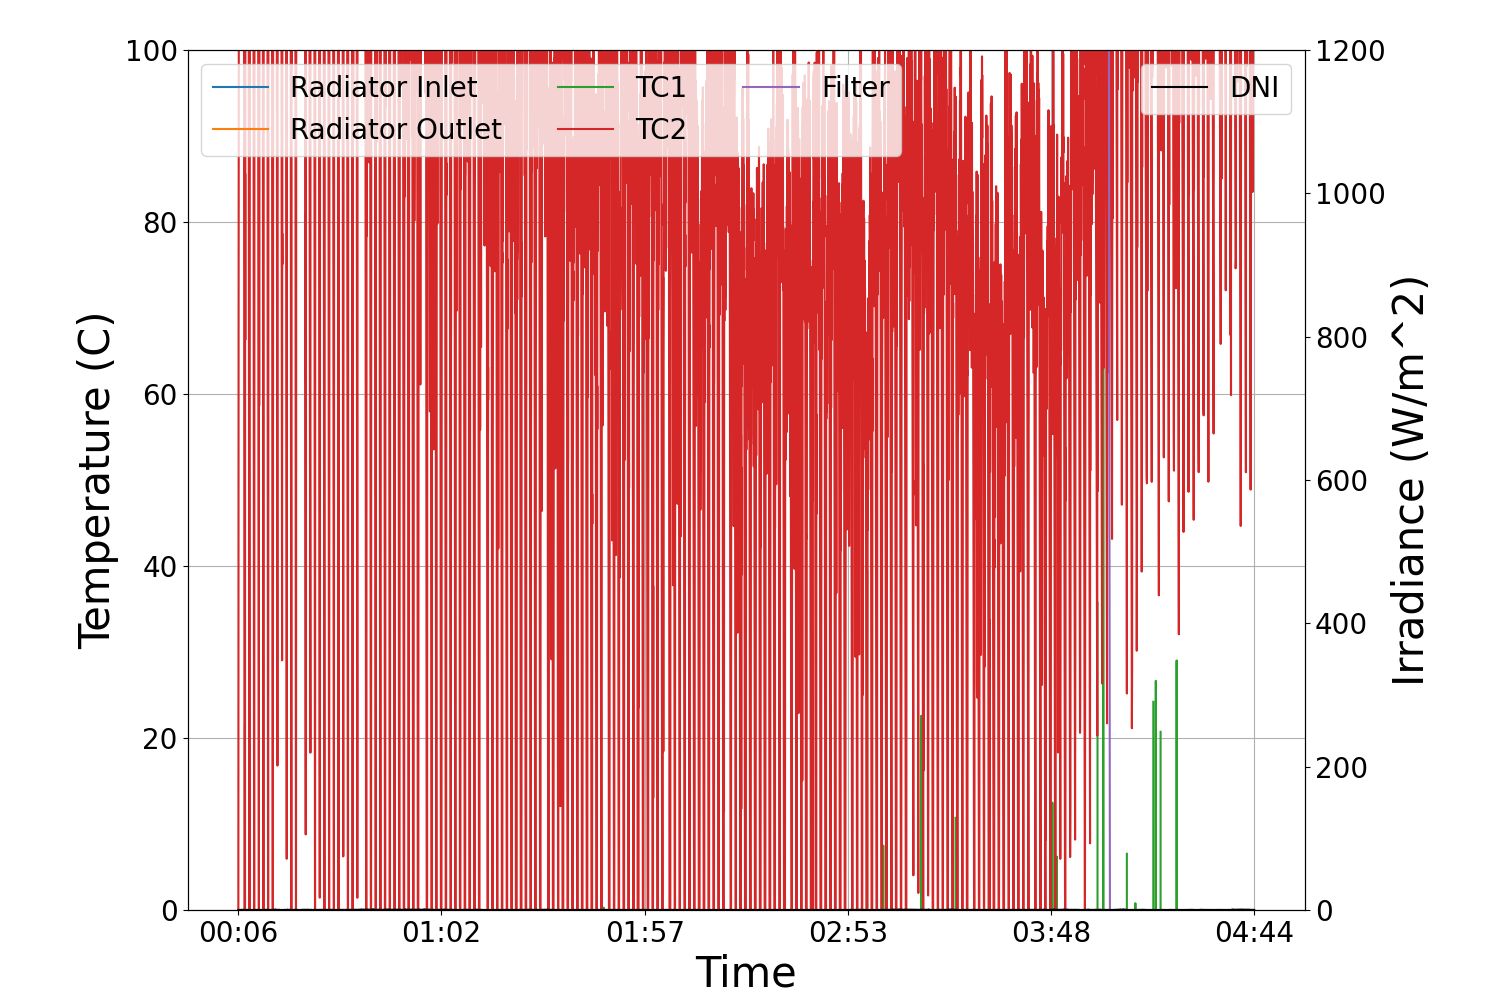 100
80
60
40
20
0
Temperature (C)
Radiator Inlet
Radiator Outlet
TC1
TC2
Filter
DNI
1200
1000
800
600
400
200
0
Irradiance (W/m^2)
00:06 01:02 01:57 02:53 03:48 04:44
Time